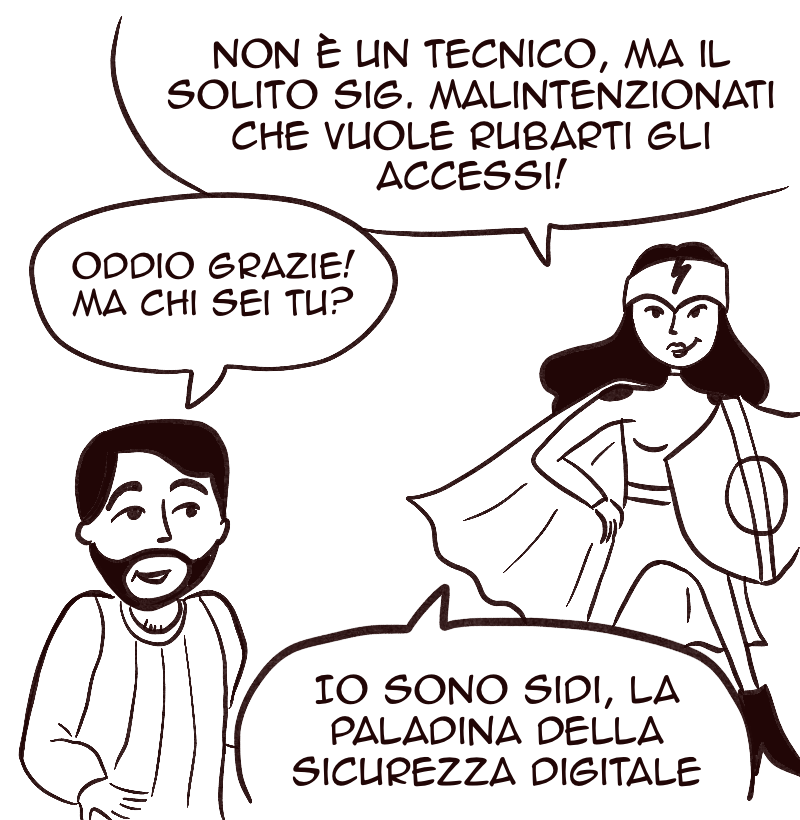 NON È UN TECNICO, MA IL
SOLITO SIG. MALINTENZIONATI
CHE VUOLE RUBARTI GLI
ACCESSI!
ODDIO GRAZIE!
MA CHI SEI TU?
IO SONO SIDI, LA
PALADINA DELLA
SICUREZZA DIGITALE